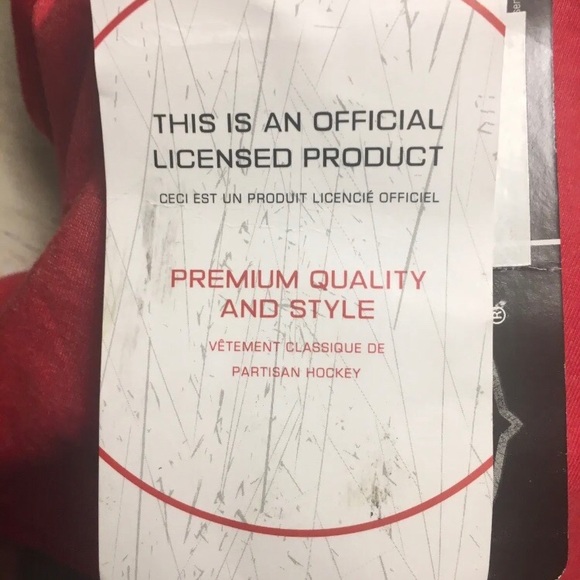 THIS IS AN OFFICIAL
LICENSED PRODUCT
CECI EST UN PRODUIT LICENCIÉ OFFICIEL
PREMIUM QUALITY
AND STYLE
VÊTEMENT CLASSIQUE DE
PARTISAN HOCKEY
®